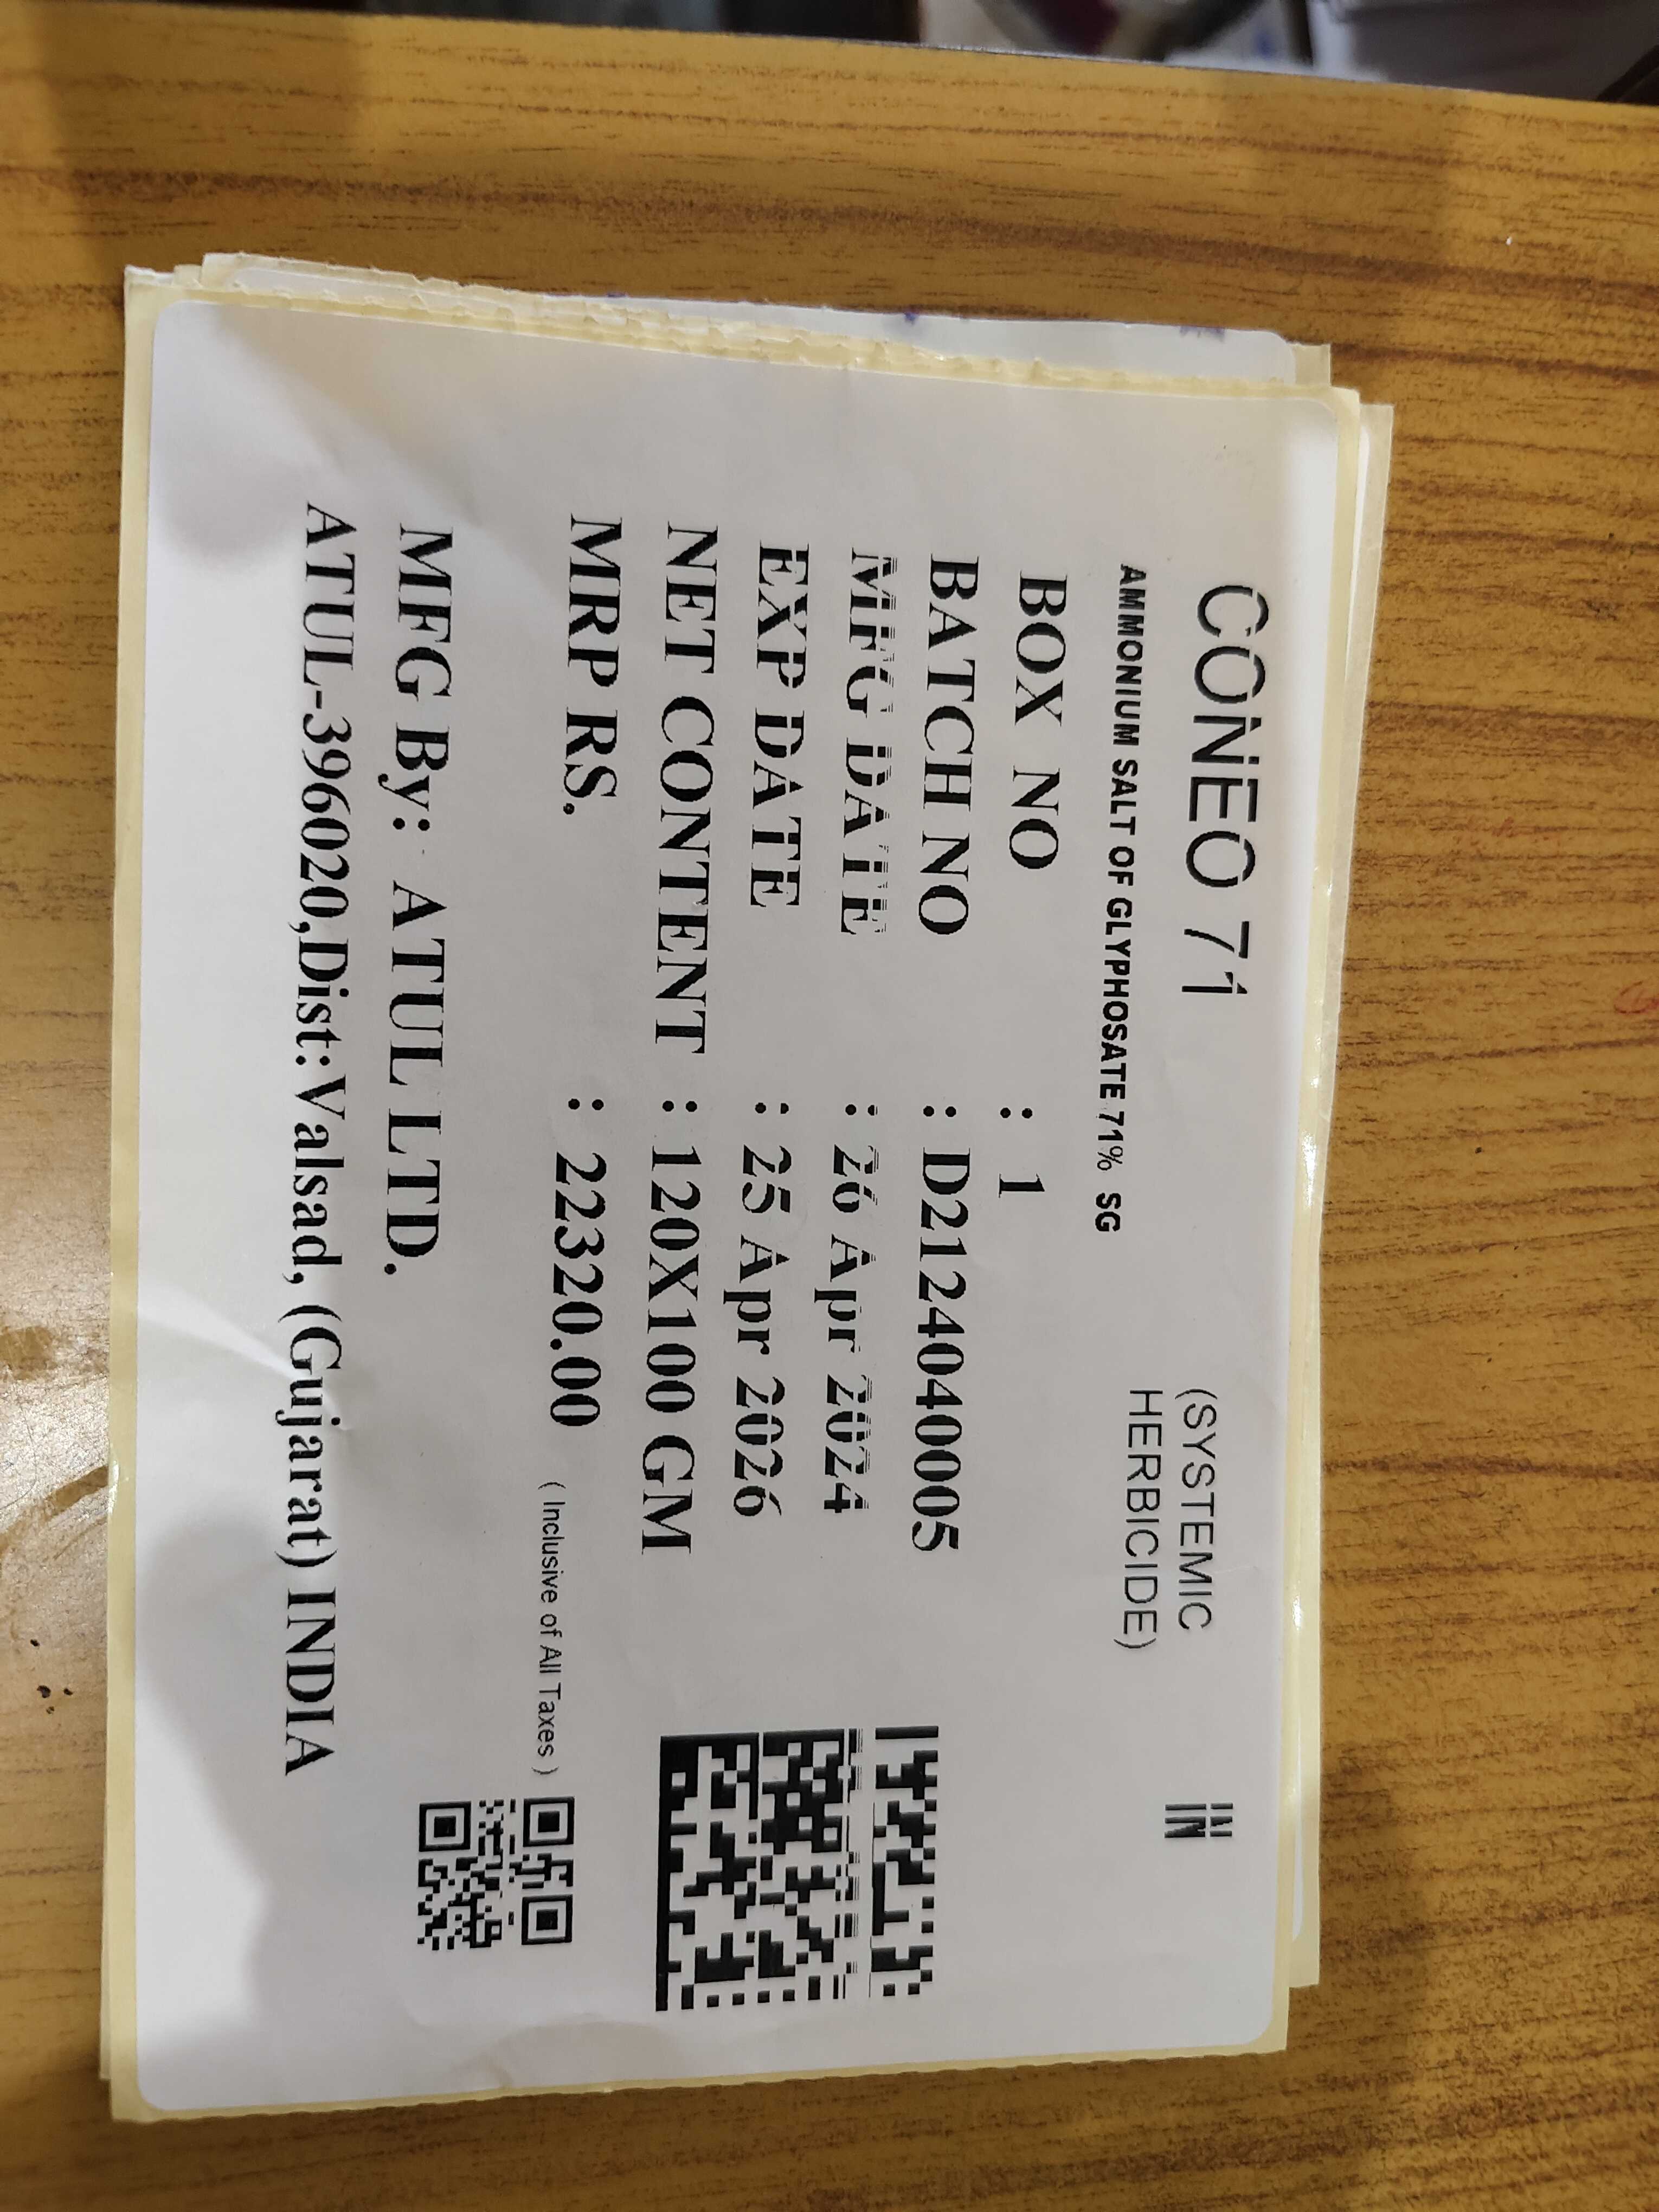 CONEO 71
(SYSTEMIC
HERBICIDE)
IN
AMMONIUM SALT OF GLYPHOSATE 71% SG
BOX NO : 1
BATCH NO : D2124040005
MFG DATE : 26 Apr 2024
EXP DATE : 25 Apr 2026
NET CONTENT : 120X100 GM
MRP RS. : 22320.00 ( Inclusive of All Taxes )
MFG By: ATUL LTD.
ATUL-396020,Dist:Valsad, (Gujarat) INDIA